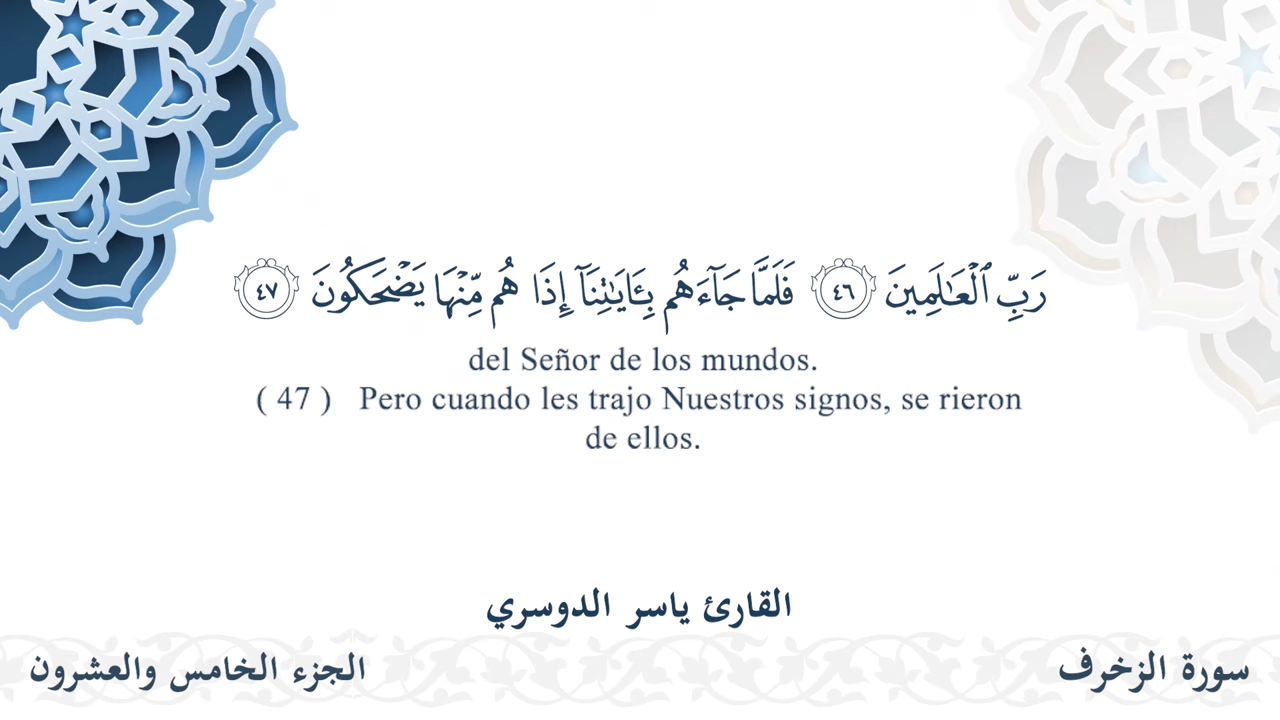 رَبِّ ٱلۡعَـٰلَمِينَ ٤٦ فَلَمَّا جَآءَهُم بِـَٔايَـٰتِنَآ إِذَا هُم مِّنۡهَا يَضۡحَكُونَ ٤٧
del Señor de los mundos.
( 47 ) Pero cuando les trajo Nuestros signos, se rieron
de ellos.
القارئ ياسر الدوسري
سورة الزخرف
الجزء الخامس والعشرون